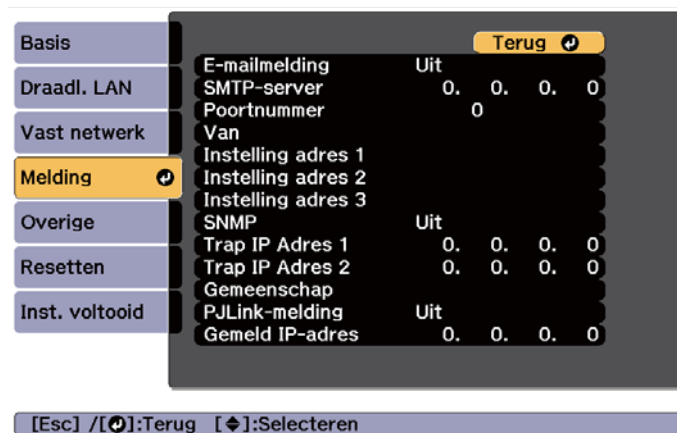 Basis
Draadl. LAN
Vast netwerk
Melding
Overige
Resetten
Inst. voltooid
Terug
E-mailmelding Uit
SMTP-server 0. 0. 0. 0
Poortnummer 0
Van
Instelling adres 1
Instelling adres 2
Instelling adres 3
SNMP Uit
Trap IP Adres 1 0. 0. 0. 0
Trap IP Adres 2 0. 0. 0. 0
Gemeenschap
PJLink-melding Uit
Gemeld IP-adres 0. 0. 0. 0
[Esc] /[↵]:Terug [◆]:Selecteren